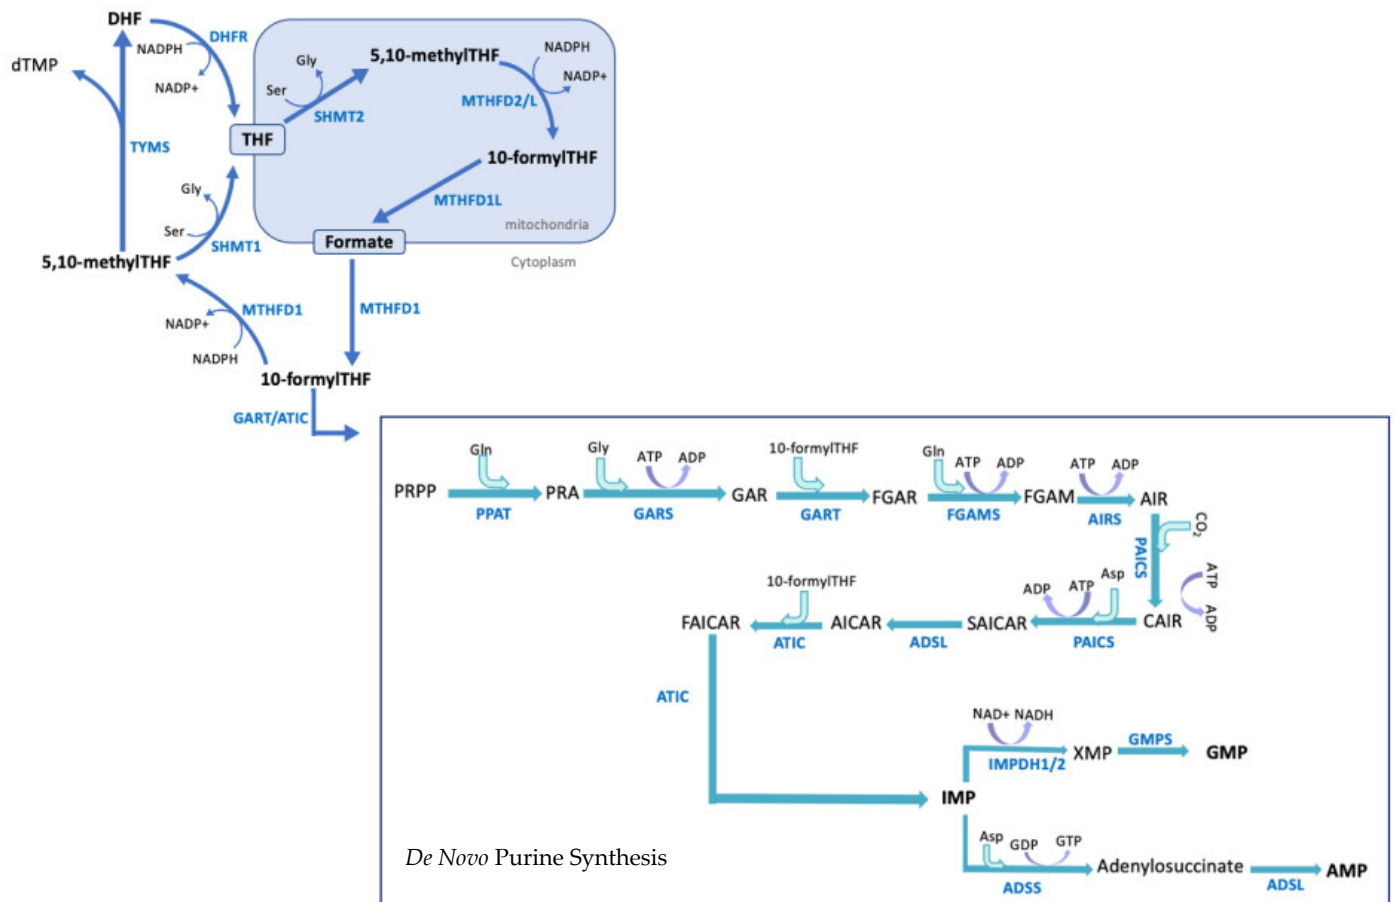 DHF
DHFR
NADPH
NADP+
dTMP
TYMS
THF
Gly
Ser
SHMT1
5,10-methylTHF
MTHFD1
NADP+
NADPH
Gly
Ser
SHMT2
5,10-methylTHF
NADPH
NADP+
MTHFD2/L
10-formylTHF
MTHFD1L
mitochondria
Formate
Cytoplasm
MTHFD1
10-formylTHF
GART/ATIC
PRPP
Gln
PPAT
PRA
Gly
ATP
ADP
GARS
GAR
10-formylTHF
GART
FGAR
Gln
ATP
ADP
FGAMS
FGAM
ATP
ADP
AIRS
AIR
CO2
PAICS
ATP
ADP
CAIR
Asp
ATP
ADP
PAICS
SAICAR
ADSL
AICAR
10-formylTHF
ATIC
FAICAR
ATIC
IMP
NAD+ NADH
IMPDH1/2
XMP
GMPS
GMP
Asp
GDP
GTP
ADSS
Adenylosuccinate
ADSL
AMP
De Novo Purine Synthesis